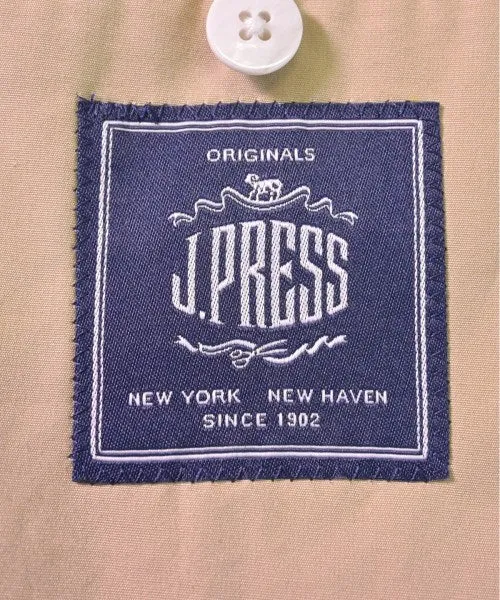 ORIGINALS
J.PRESS
NEW YORK NEW HAVEN
SINCE 1902